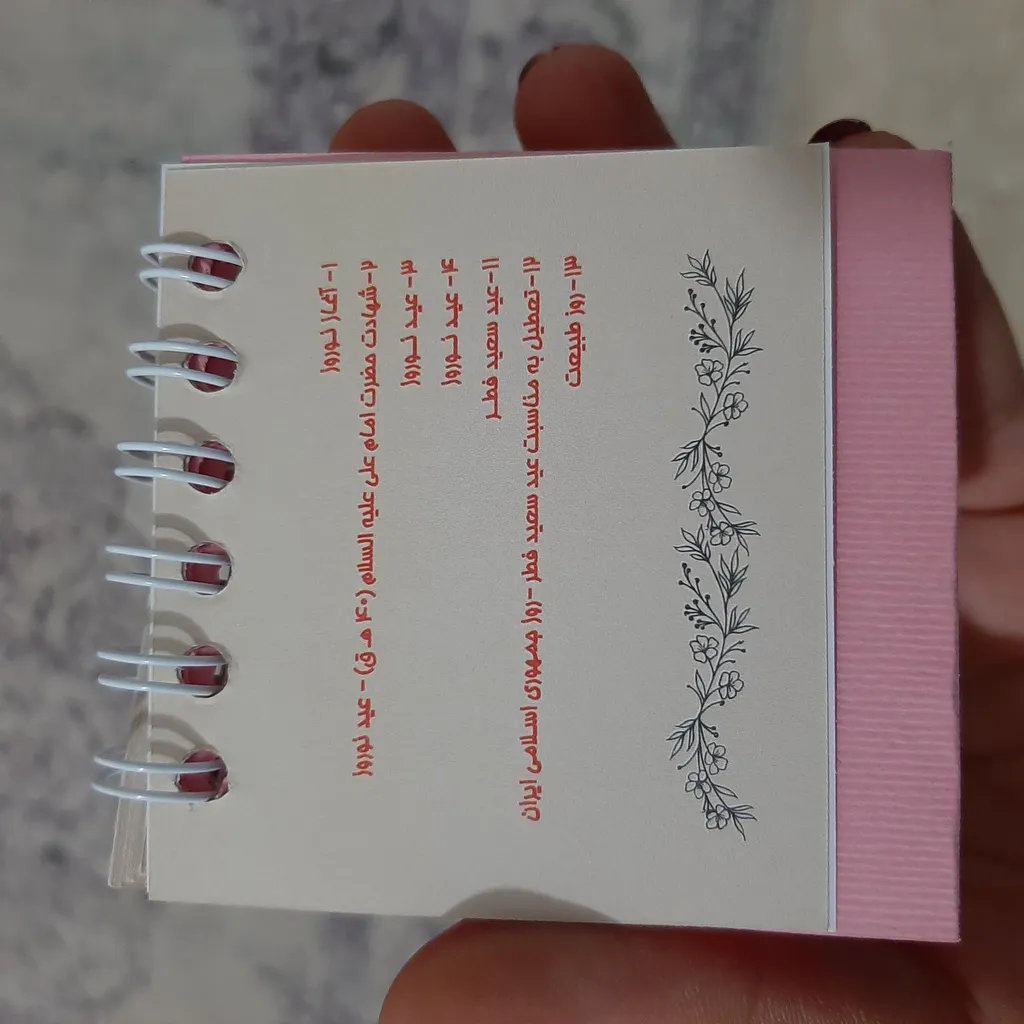 ۱- آغاز نوروز
۲- شهادت حضرت امام علی علیه السلام (۴۰ هـ ق) - عید نوروز
۳- عید نوروز
۴- عید نوروز
۱۱- عید سعید فطر
۱۲- تعطیل به مناسبت عید سعید فطر - روز جمهوری اسلامی ایران
۱۳- روز طبیعت